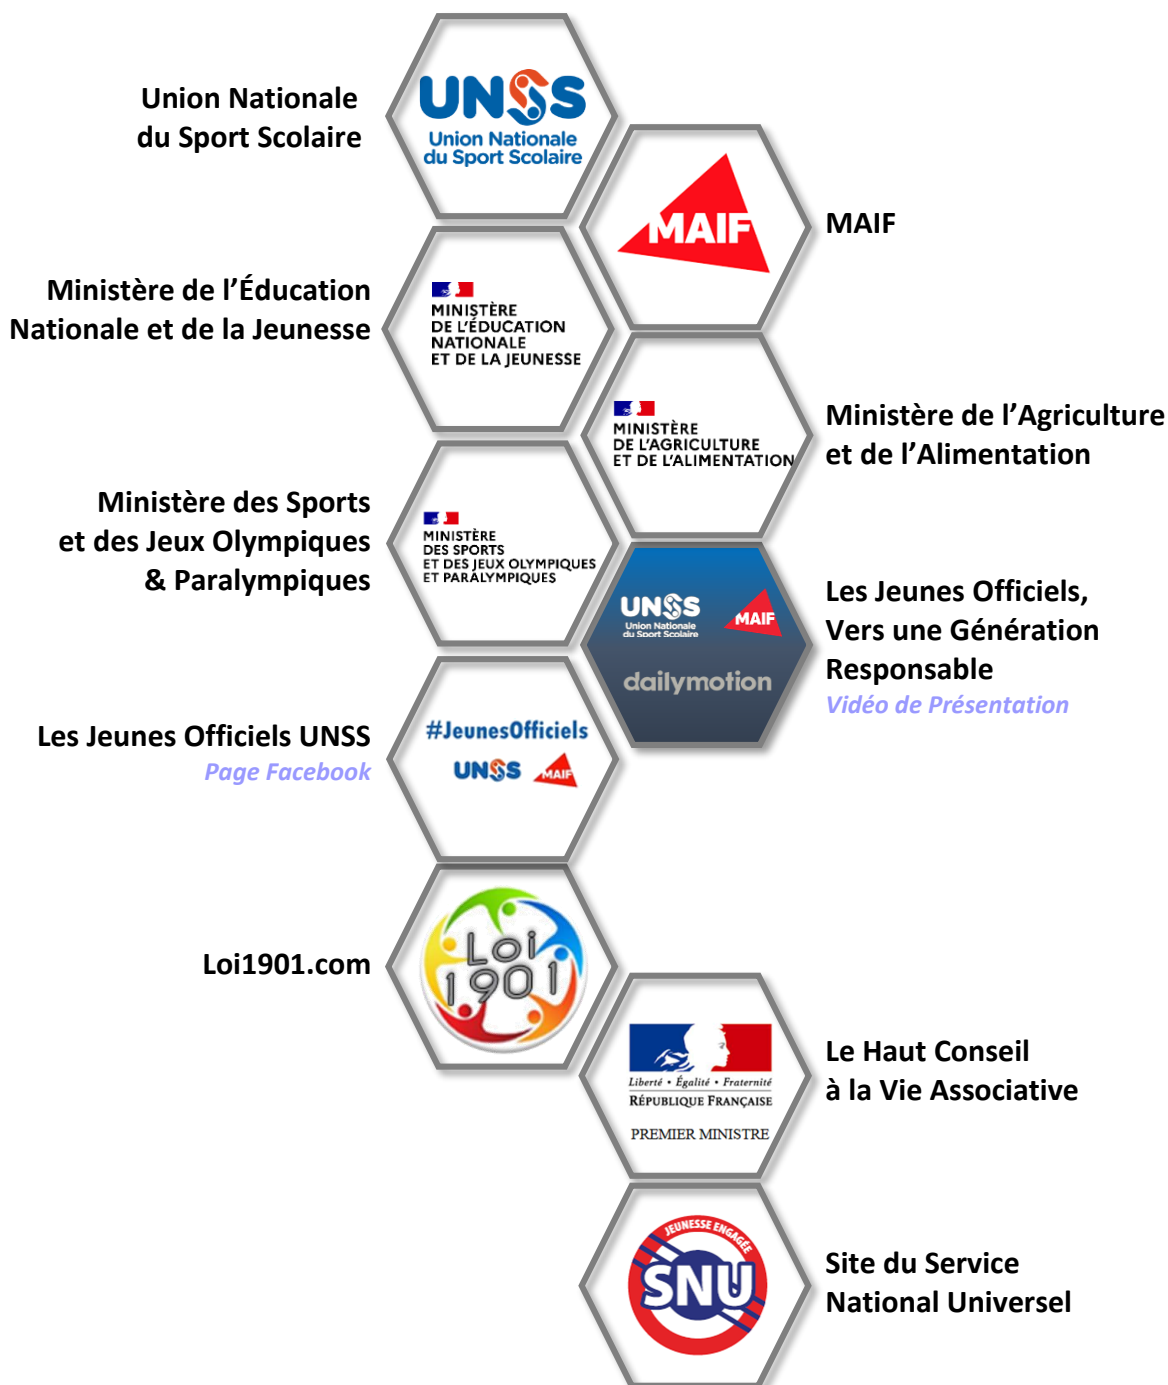 Union Nationale
du Sport Scolaire
UNSS
Union Nationale
du Sport Scolaire
MAIF
MAIF
Ministère de l’Éducation
Nationale et de la Jeunesse
MINISTÈRE
DE L’ÉDUCATION
NATIONALE
ET DE LA JEUNESSE
MINISTÈRE
DE L’AGRICULTURE
ET DE L’ALIMENTATION
Ministère de l’Agriculture
et de l’Alimentation
Ministère des Sports
et des Jeux Olympiques
& Paralympiques
MINISTÈRE
DES SPORTS
ET DES JEUX OLYMPIQUES
ET PARALYMPIQUES
UNSS
Union Nationale
du Sport Scolaire
MAIF
dailymotion
Les Jeunes Officiels,
Vers une Génération
Responsable
Vidéo de Présentation
Les Jeunes Officiels UNSS
Page Facebook
#JeunesOfficiels
UNSS MAIF
Loi1901.com
Loi
1901
Liberté • Égalité • Fraternité
RÉPUBLIQUE FRANÇAISE
PREMIER MINISTRE
Le Haut Conseil
à la Vie Associative
JEUNESSE ENGAGÉE
SNU
Site du Service
National Universel